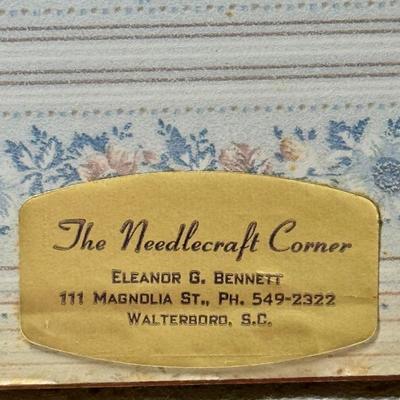 The Needlecraft Corner
ELEANOR G. BENNETT
111 MAGNOLIA ST., PH. 549-2322
WALTERBORO, S.C.